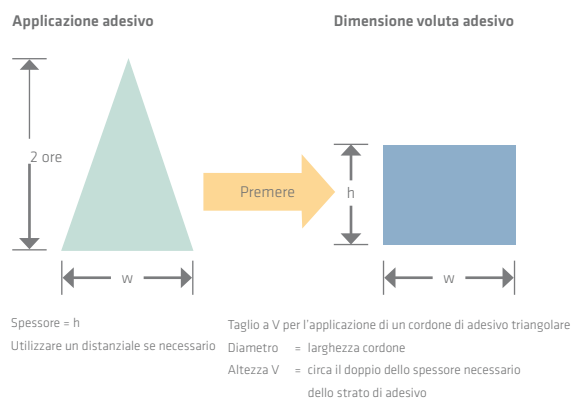 Applicazione adesivo
Dimensione voluta adesivo
2 ore
Premere
h
w
w
Spessore = h
Utilizzare un distanziale se necessario
Taglio a V per l'applicazione di un cordone di adesivo triangolare
Diametro = larghezza cordone
Altezza V = circa il doppio dello spessore necessario
dello strato di adesivo